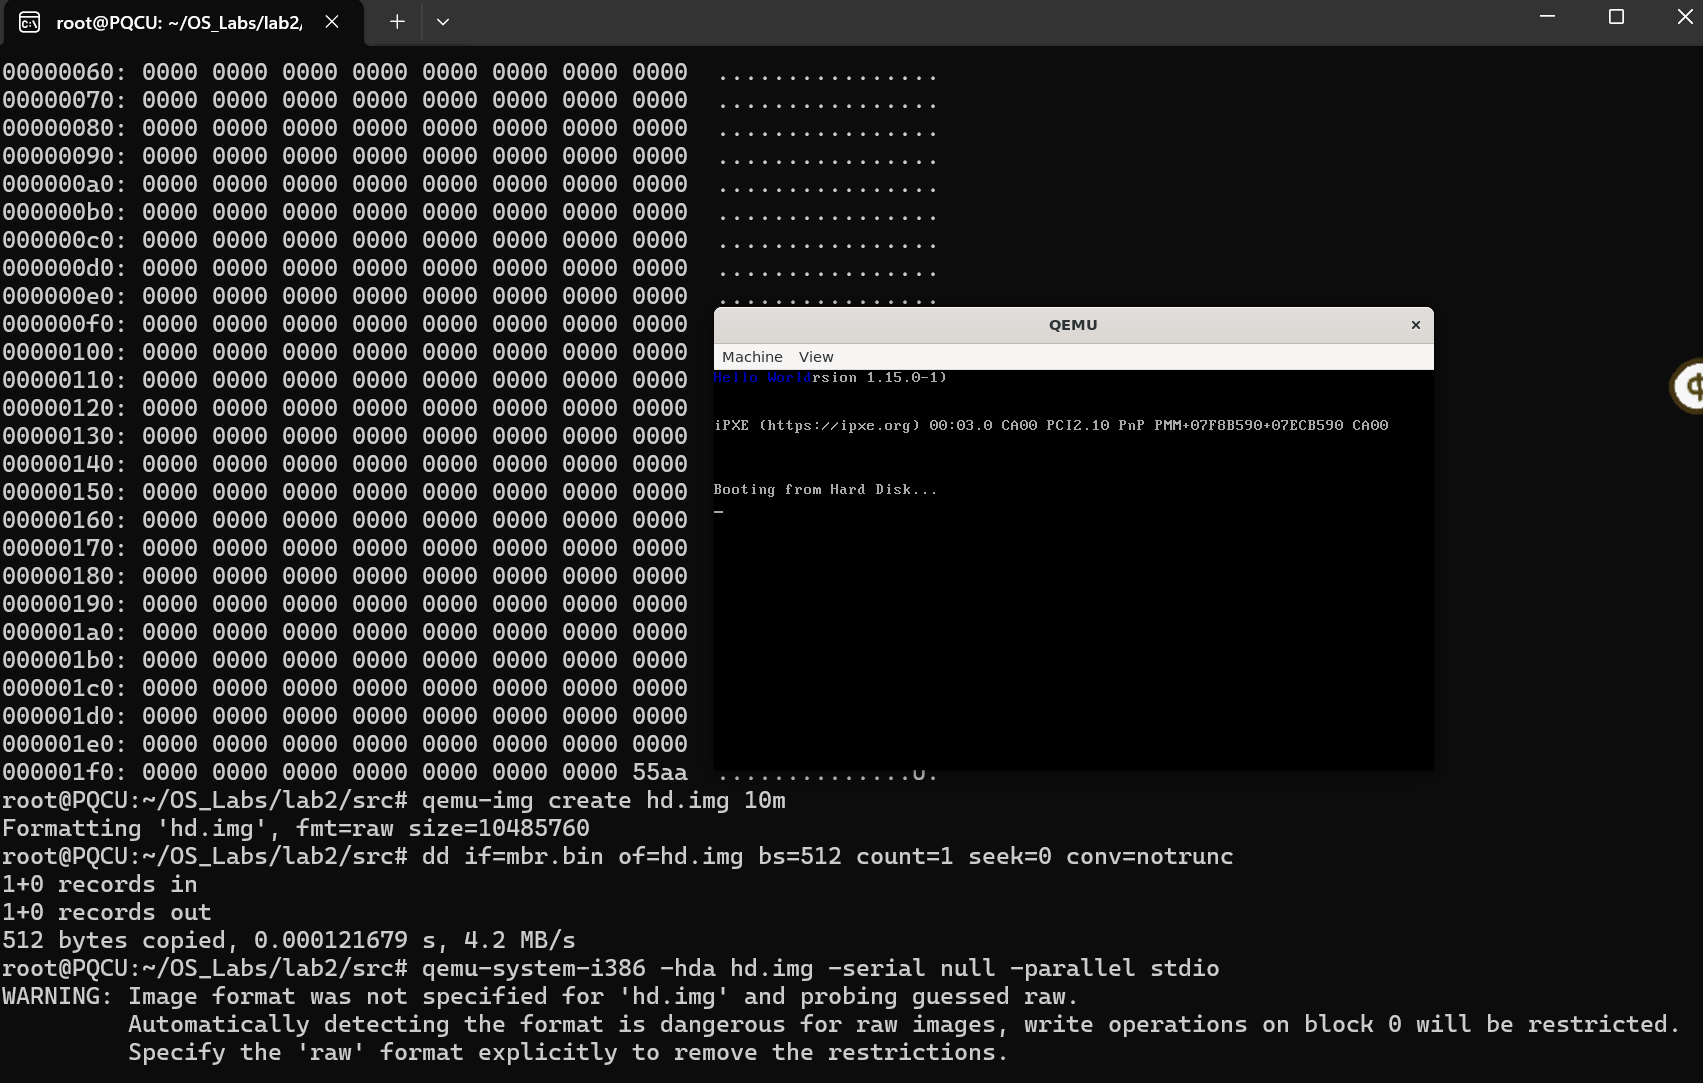 root@PQCU: ~/OS_Labs/lab2/
00000060: 0000 0000 0000 0000 0000 0000 0000 0000  ................
00000070: 0000 0000 0000 0000 0000 0000 0000 0000  ................
00000080: 0000 0000 0000 0000 0000 0000 0000 0000  ................
00000090: 0000 0000 0000 0000 0000 0000 0000 0000  ................
000000a0: 0000 0000 0000 0000 0000 0000 0000 0000  ................
000000b0: 0000 0000 0000 0000 0000 0000 0000 0000  ................
000000c0: 0000 0000 0000 0000 0000 0000 0000 0000  ................
000000d0: 0000 0000 0000 0000 0000 0000 0000 0000  ................
000000e0: 0000 0000 0000 0000 0000 0000 0000 0000  ................
000000f0: 0000 0000 0000 0000 0000 0000 0000 0000
00000100: 0000 0000 0000 0000 0000 0000 0000 0000
00000110: 0000 0000 0000 0000 0000 0000 0000 0000
00000120: 0000 0000 0000 0000 0000 0000 0000 0000
00000130: 0000 0000 0000 0000 0000 0000 0000 0000
00000140: 0000 0000 0000 0000 0000 0000 0000 0000
00000150: 0000 0000 0000 0000 0000 0000 0000 0000
00000160: 0000 0000 0000 0000 0000 0000 0000 0000
00000170: 0000 0000 0000 0000 0000 0000 0000 0000
00000180: 0000 0000 0000 0000 0000 0000 0000 0000
00000190: 0000 0000 0000 0000 0000 0000 0000 0000
000001a0: 0000 0000 0000 0000 0000 0000 0000 0000
000001b0: 0000 0000 0000 0000 0000 0000 0000 0000
000001c0: 0000 0000 0000 0000 0000 0000 0000 0000
000001d0: 0000 0000 0000 0000 0000 0000 0000 0000
000001e0: 0000 0000 0000 0000 0000 0000 0000 0000
000001f0: 0000 0000 0000 0000 0000 0000 0000 55aa  ..............U.
QEMU
Machine View
Hello Worldrsion 1.15.0-1)
iPXE (https://ipxe.org) 00:03.0 CA00 PCI2.10 PnP PMM+07F8B590+07ECB590 CA00
Booting from Hard Disk...
_
root@PQCU:~/OS_Labs/lab2/src# qemu-img create hd.img 10m
Formatting 'hd.img', fmt=raw size=10485760
root@PQCU:~/OS_Labs/lab2/src# dd if=mbr.bin of=hd.img bs=512 count=1 seek=0 conv=notrunc
1+0 records in
1+0 records out
512 bytes copied, 0.000121679 s, 4.2 MB/s
root@PQCU:~/OS_Labs/lab2/src# qemu-system-i386 -hda hd.img -serial null -parallel stdio
WARNING: Image format was not specified for 'hd.img' and probing guessed raw.
Automatically detecting the format is dangerous for raw images, write operations on block 0 will be restricted.
Specify the 'raw' format explicitly to remove the restrictions.